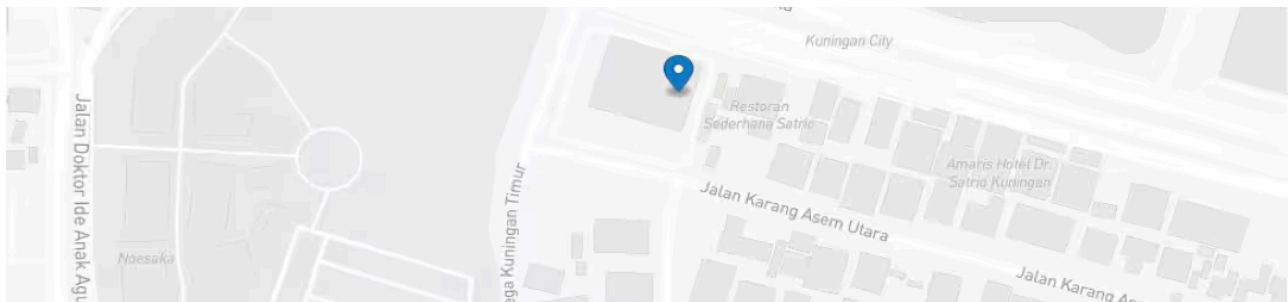 Kuningan City
Restoran
Sederhana Satrio
Amaris Hotel Dr.
Satrio Kuningan
Jalan Karang Asem Utara
Jalan Karang
Jalan Doktor Ide Anak
Kuningan Timur
Noesaka